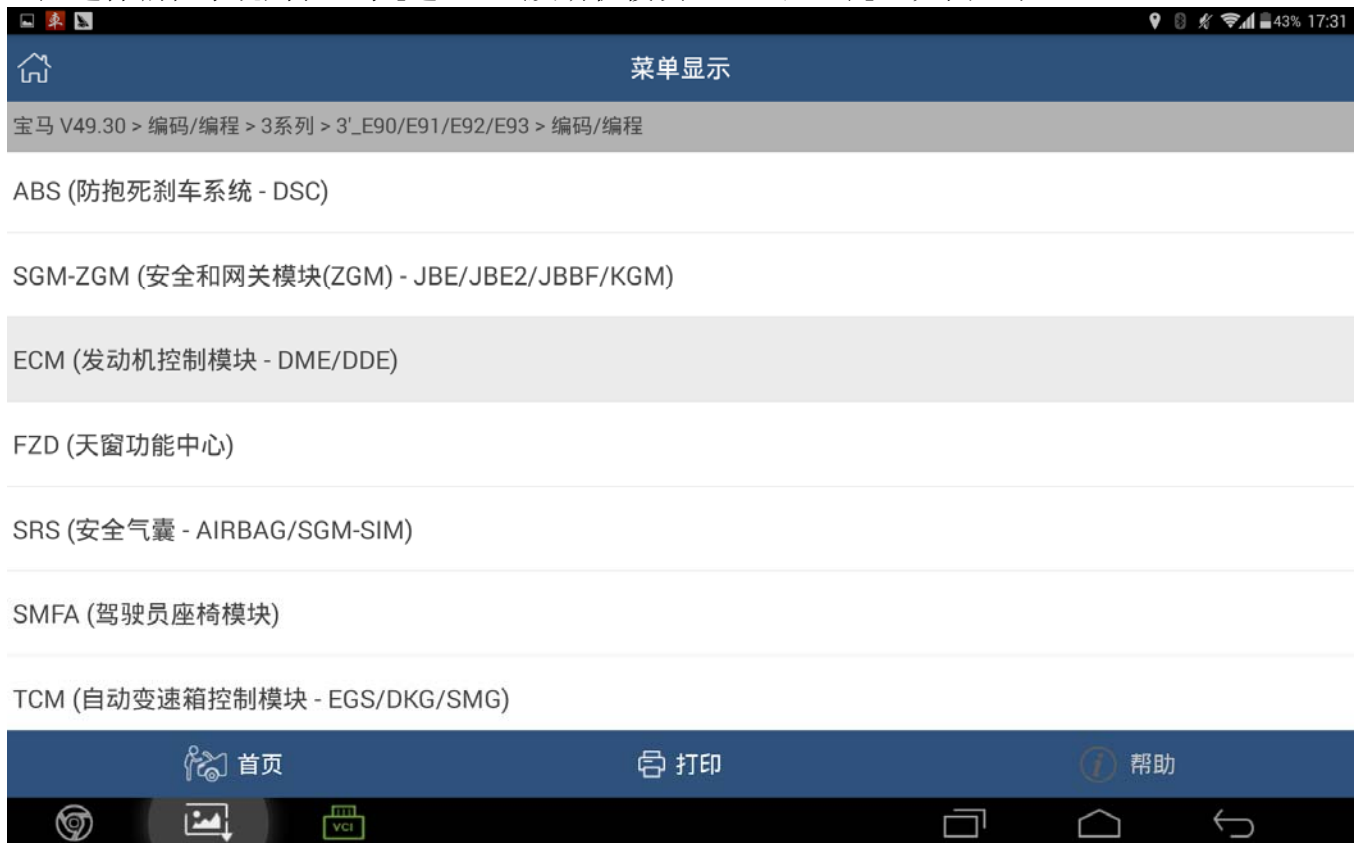 43% 17:31
菜单显示
宝马 V49.30 > 编码/编程 > 3系列 > 3'_E90/E91/E92/E93 > 编码/编程
ABS (防抱死刹车系统 - DSC)
SGM-ZGM (安全和网关模块(ZGM) - JBE/JBE2/JBBF/KGM)
ECM (发动机控制模块 - DME/DDE)
FZD (天窗功能中心)
SRS (安全气囊 - AIRBAG/SGM-SIM)
SMFA (驾驶员座椅模块)
TCM (自动变速箱控制模块 - EGS/DKG/SMG)
首页 打印 帮助
VCI